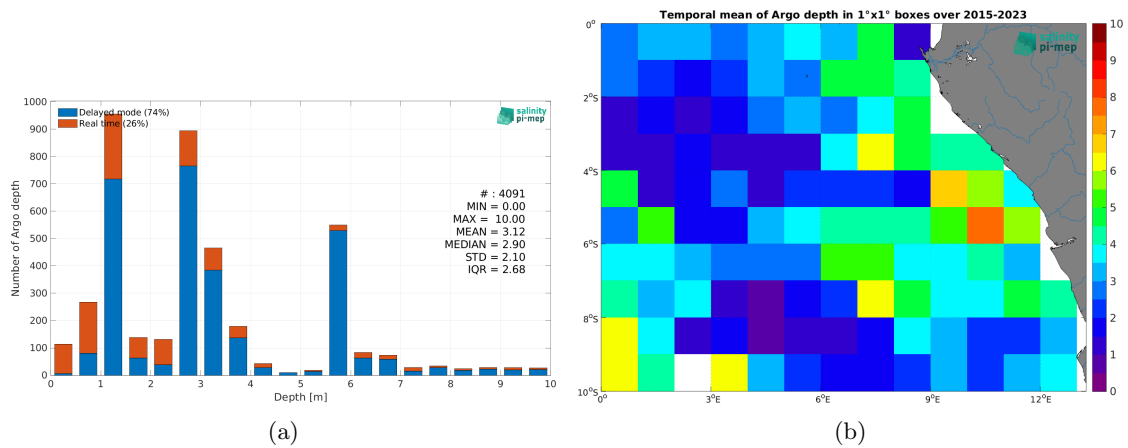 1000
900
800
700
600
500
400
300
200
100
0
Number of Argo depth
Delayed mode (74%)
Real time (26%)
salinity
pi-mep
# : 4091
MIN = 0.00
MAX = 10.00
MEAN = 3.12
MEDIAN = 2.90
STD = 2.10
IQR = 2.68
0 1 2 3 4 5 6 7 8 9 10
Depth [m]
(a)
Temporal mean of Argo depth in 1°x1° boxes over 2015-2023
salinity
pi-mep
0°
2°S
4°S
6°S
8°S
10°S
0° 3°E 6°E 9°E 12°E
10
9
8
7
6
5
4
3
2
1
0
(b)